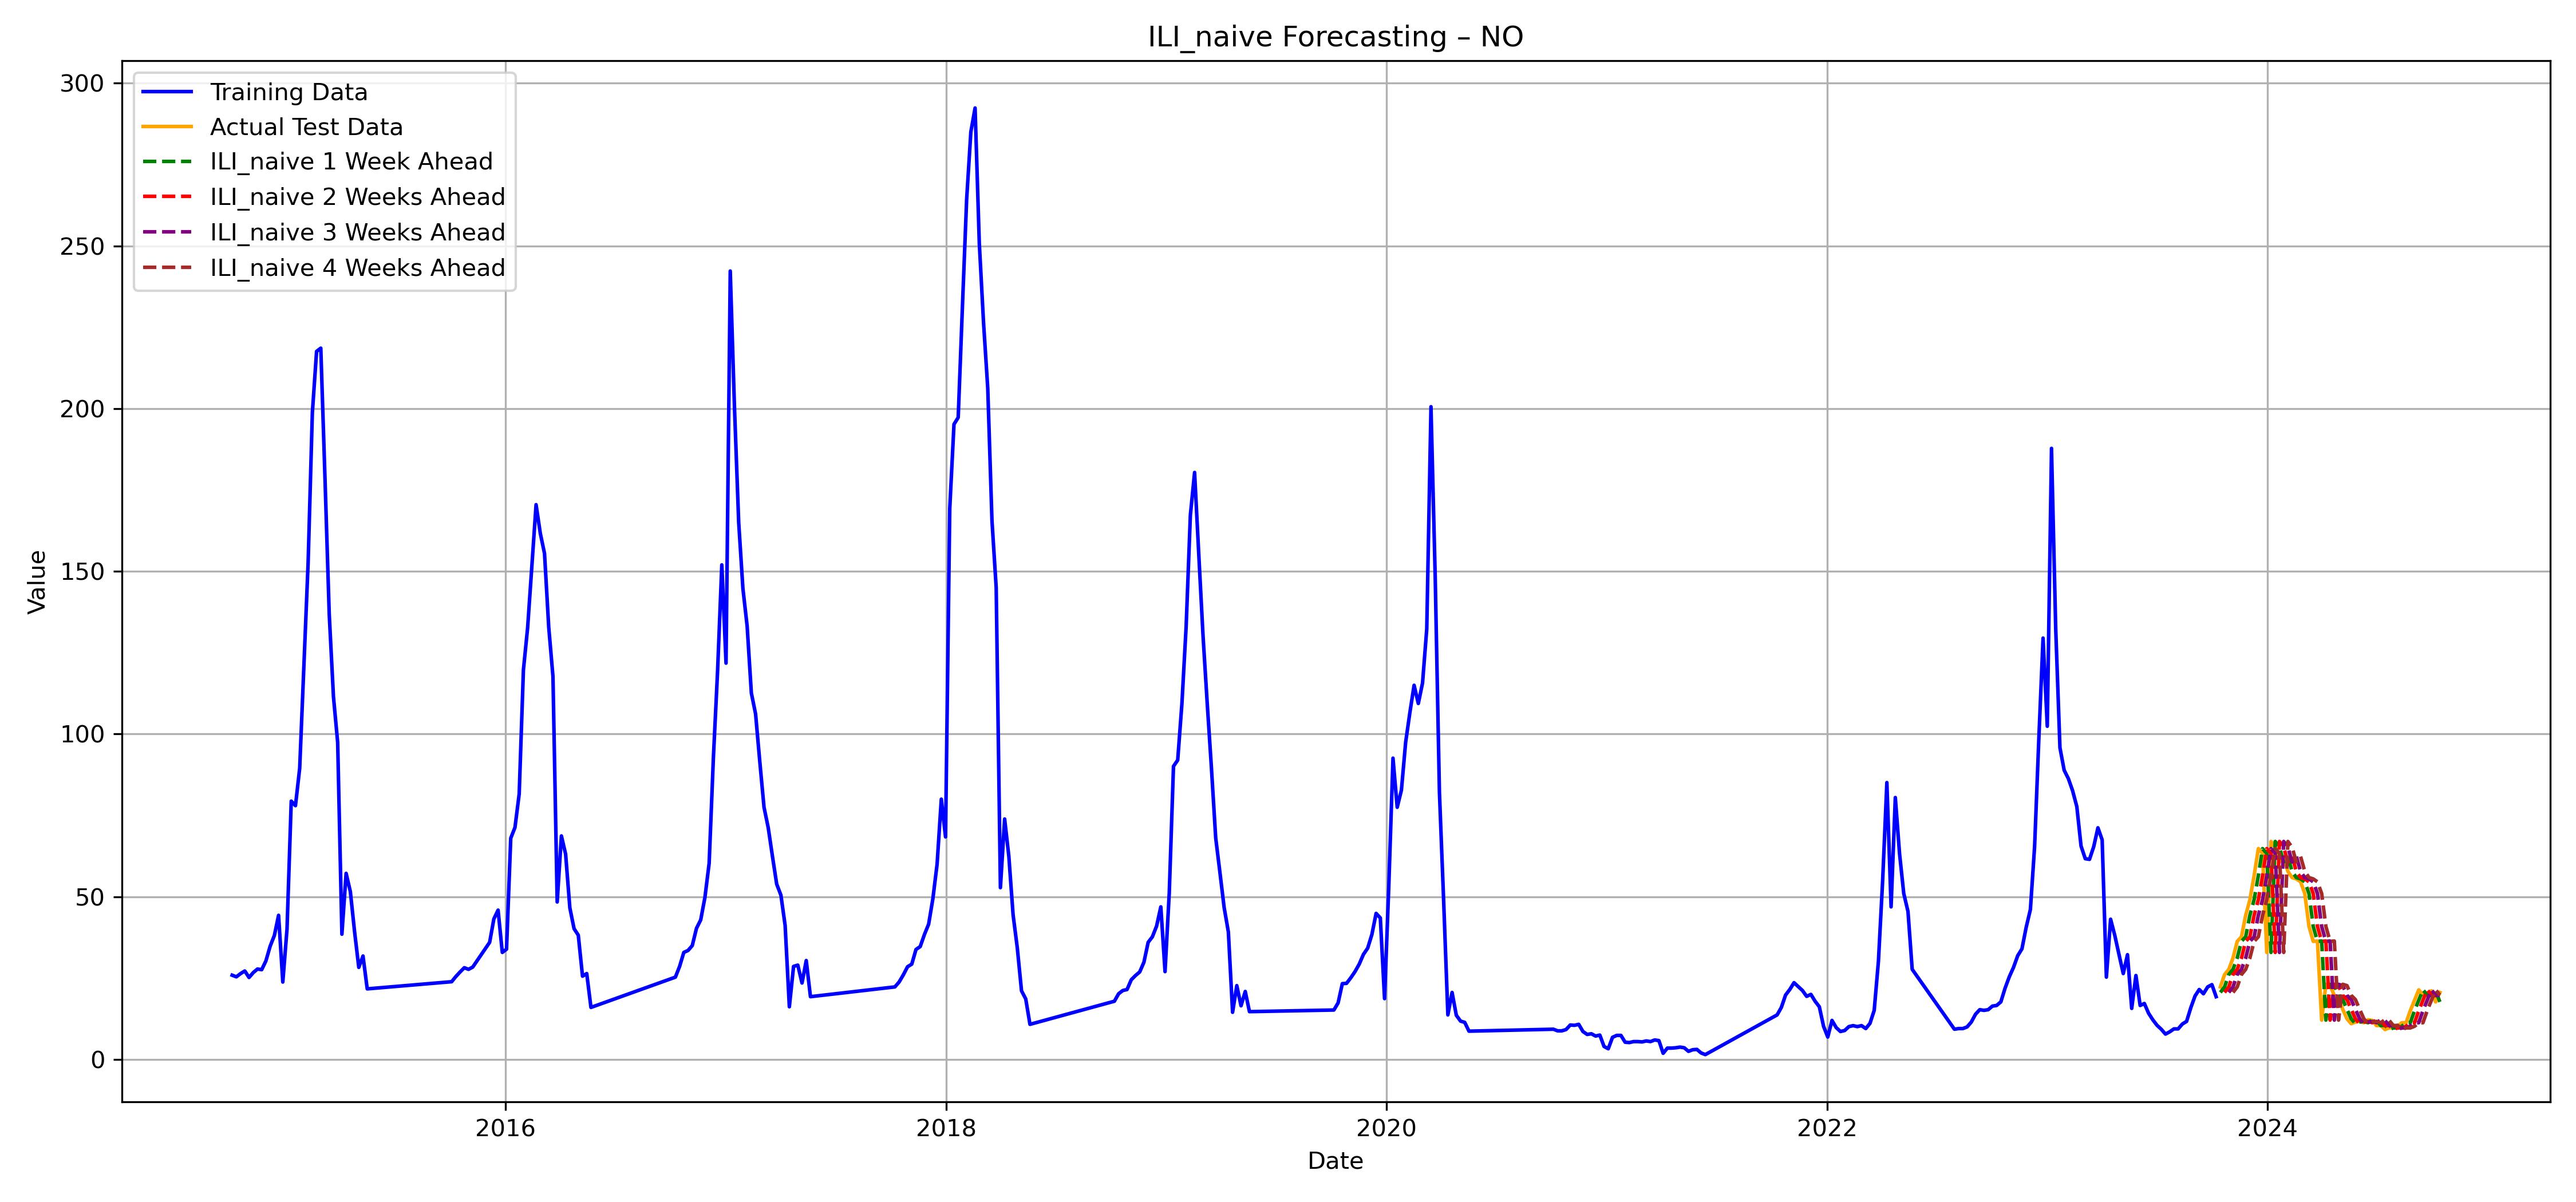 ILI_naive Forecasting – NO
300
250
200
150
100
50
0
Value
Training Data
Actual Test Data
ILI_naive 1 Week Ahead
ILI_naive 2 Weeks Ahead
ILI_naive 3 Weeks Ahead
ILI_naive 4 Weeks Ahead
2016
2018
2020
2022
2024
Date